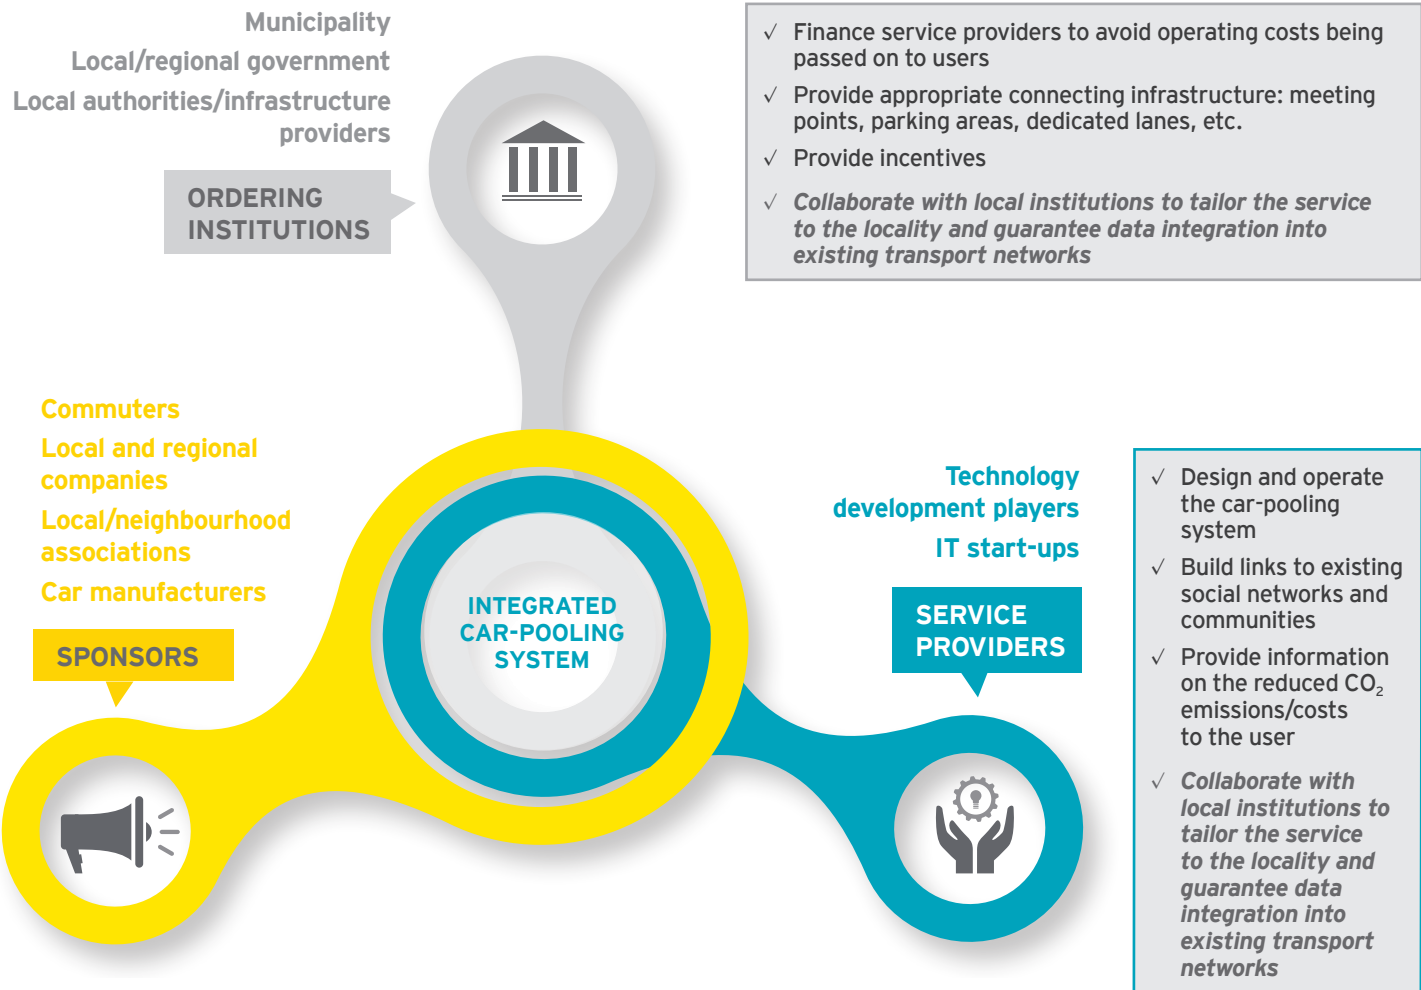 Municipality
Local/regional government
Local authorities/infrastructure
providers
ORDERING
INSTITUTIONS
√ Finance service providers to avoid operating costs being
passed on to users
√ Provide appropriate connecting infrastructure: meeting
points, parking areas, dedicated lanes, etc.
√ Provide incentives
√ Collaborate with local institutions to tailor the service
to the locality and guarantee data integration into
existing transport networks
Commuters
Local and regional
companies
Local/neighbourhood
associations
Car manufacturers
SPONSORS
INTEGRATED
CAR-POOLING
SYSTEM
Technology
development players
IT start-ups
SERVICE
PROVIDERS
√ Design and operate
the car-pooling
system
√ Build links to existing
social networks and
communities
√ Provide information
on the reduced CO₂
emissions/costs
to the user
√ Collaborate with
local institutions to
tailor the service
to the locality and
guarantee data
integration into
existing transport
networks